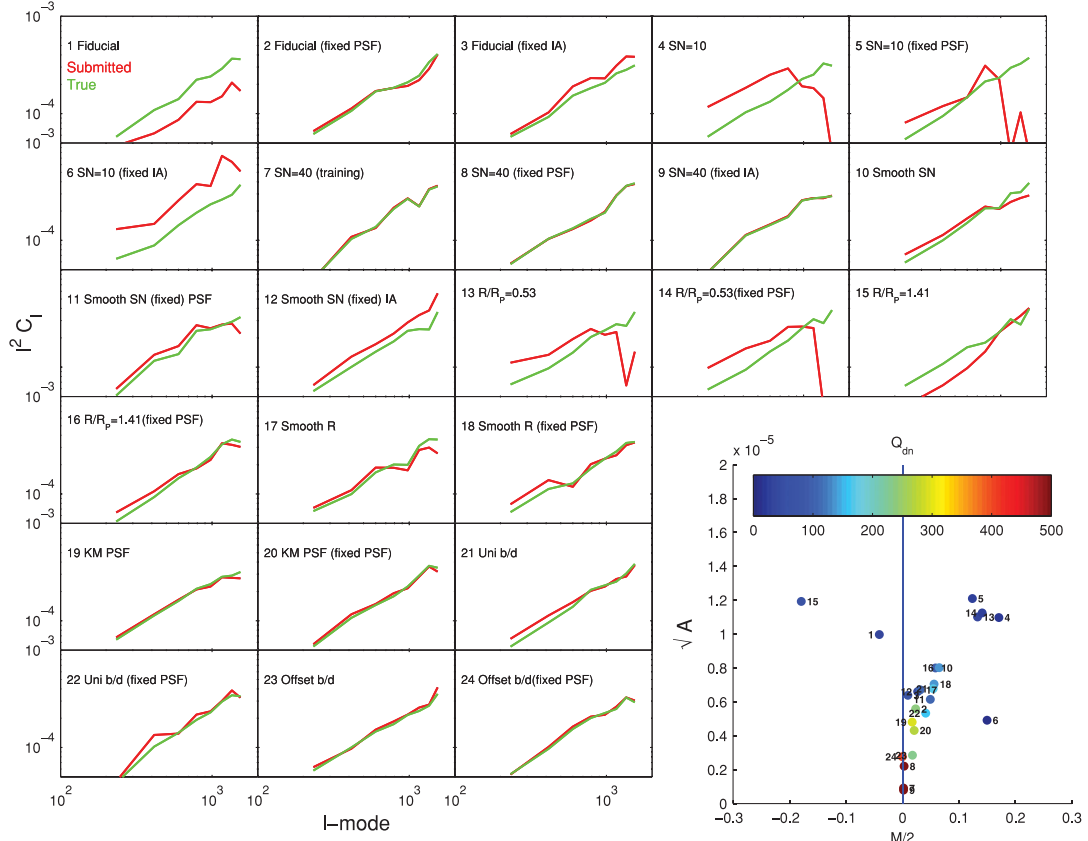 10⁻³
1 Fiducial
Submitted
True
2 Fiducial (fixed PSF)
3 Fiducial (fixed IA)
4 SN=10
5 SN=10 (fixed PSF)
10⁻⁴
10⁻³
6 SN=10 (fixed IA)
7 SN=40 (training)
8 SN=40 (fixed PSF)
9 SN=40 (fixed IA)
10 Smooth SN
10⁻⁴
11 Smooth SN (fixed) PSF
12 Smooth SN (fixed) IA
13 R/Rₚ=0.53
14 R/Rₚ=0.53(fixed PSF)
15 R/Rₚ=1.41
l² Cₗ
10⁻³
16 R/Rₚ=1.41(fixed PSF)
17 Smooth R
18 Smooth R (fixed PSF)
10⁻⁴
10⁻³
19 KM PSF
20 KM PSF (fixed PSF)
21 Uni b/d
10⁻⁴
10⁻³
22 Uni b/d (fixed PSF)
23 Offset b/d
24 Offset b/d(fixed PSF)
10⁻⁴
10² 10³ 10² 10³ 10² 10³
l−mode
x 10⁻⁵
Q_dn
0 100 200 300 400 500
2
1.8
1.6
1.4
1.2
1
0.8
0.6
0.4
0.2
0
√ A
15
5
14
13
4
1
16
10
18
21
17
11
22
2
6
19
20
24
23
8
9
−0.3 −0.2 −0.1 0 0.1 0.2 0.3
M/2